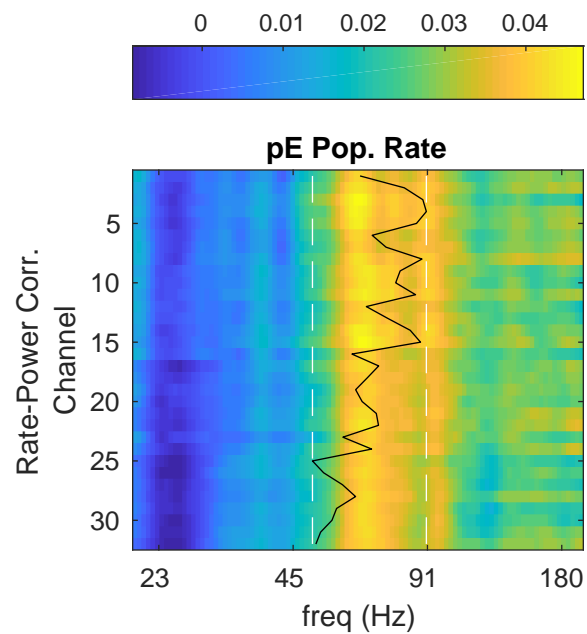 0 0.01 0.02 0.03 0.04
pE Pop. Rate
Rate-Power Corr.
Channel
5
10
15
20
25
30
23 45 91 180
freq (Hz)